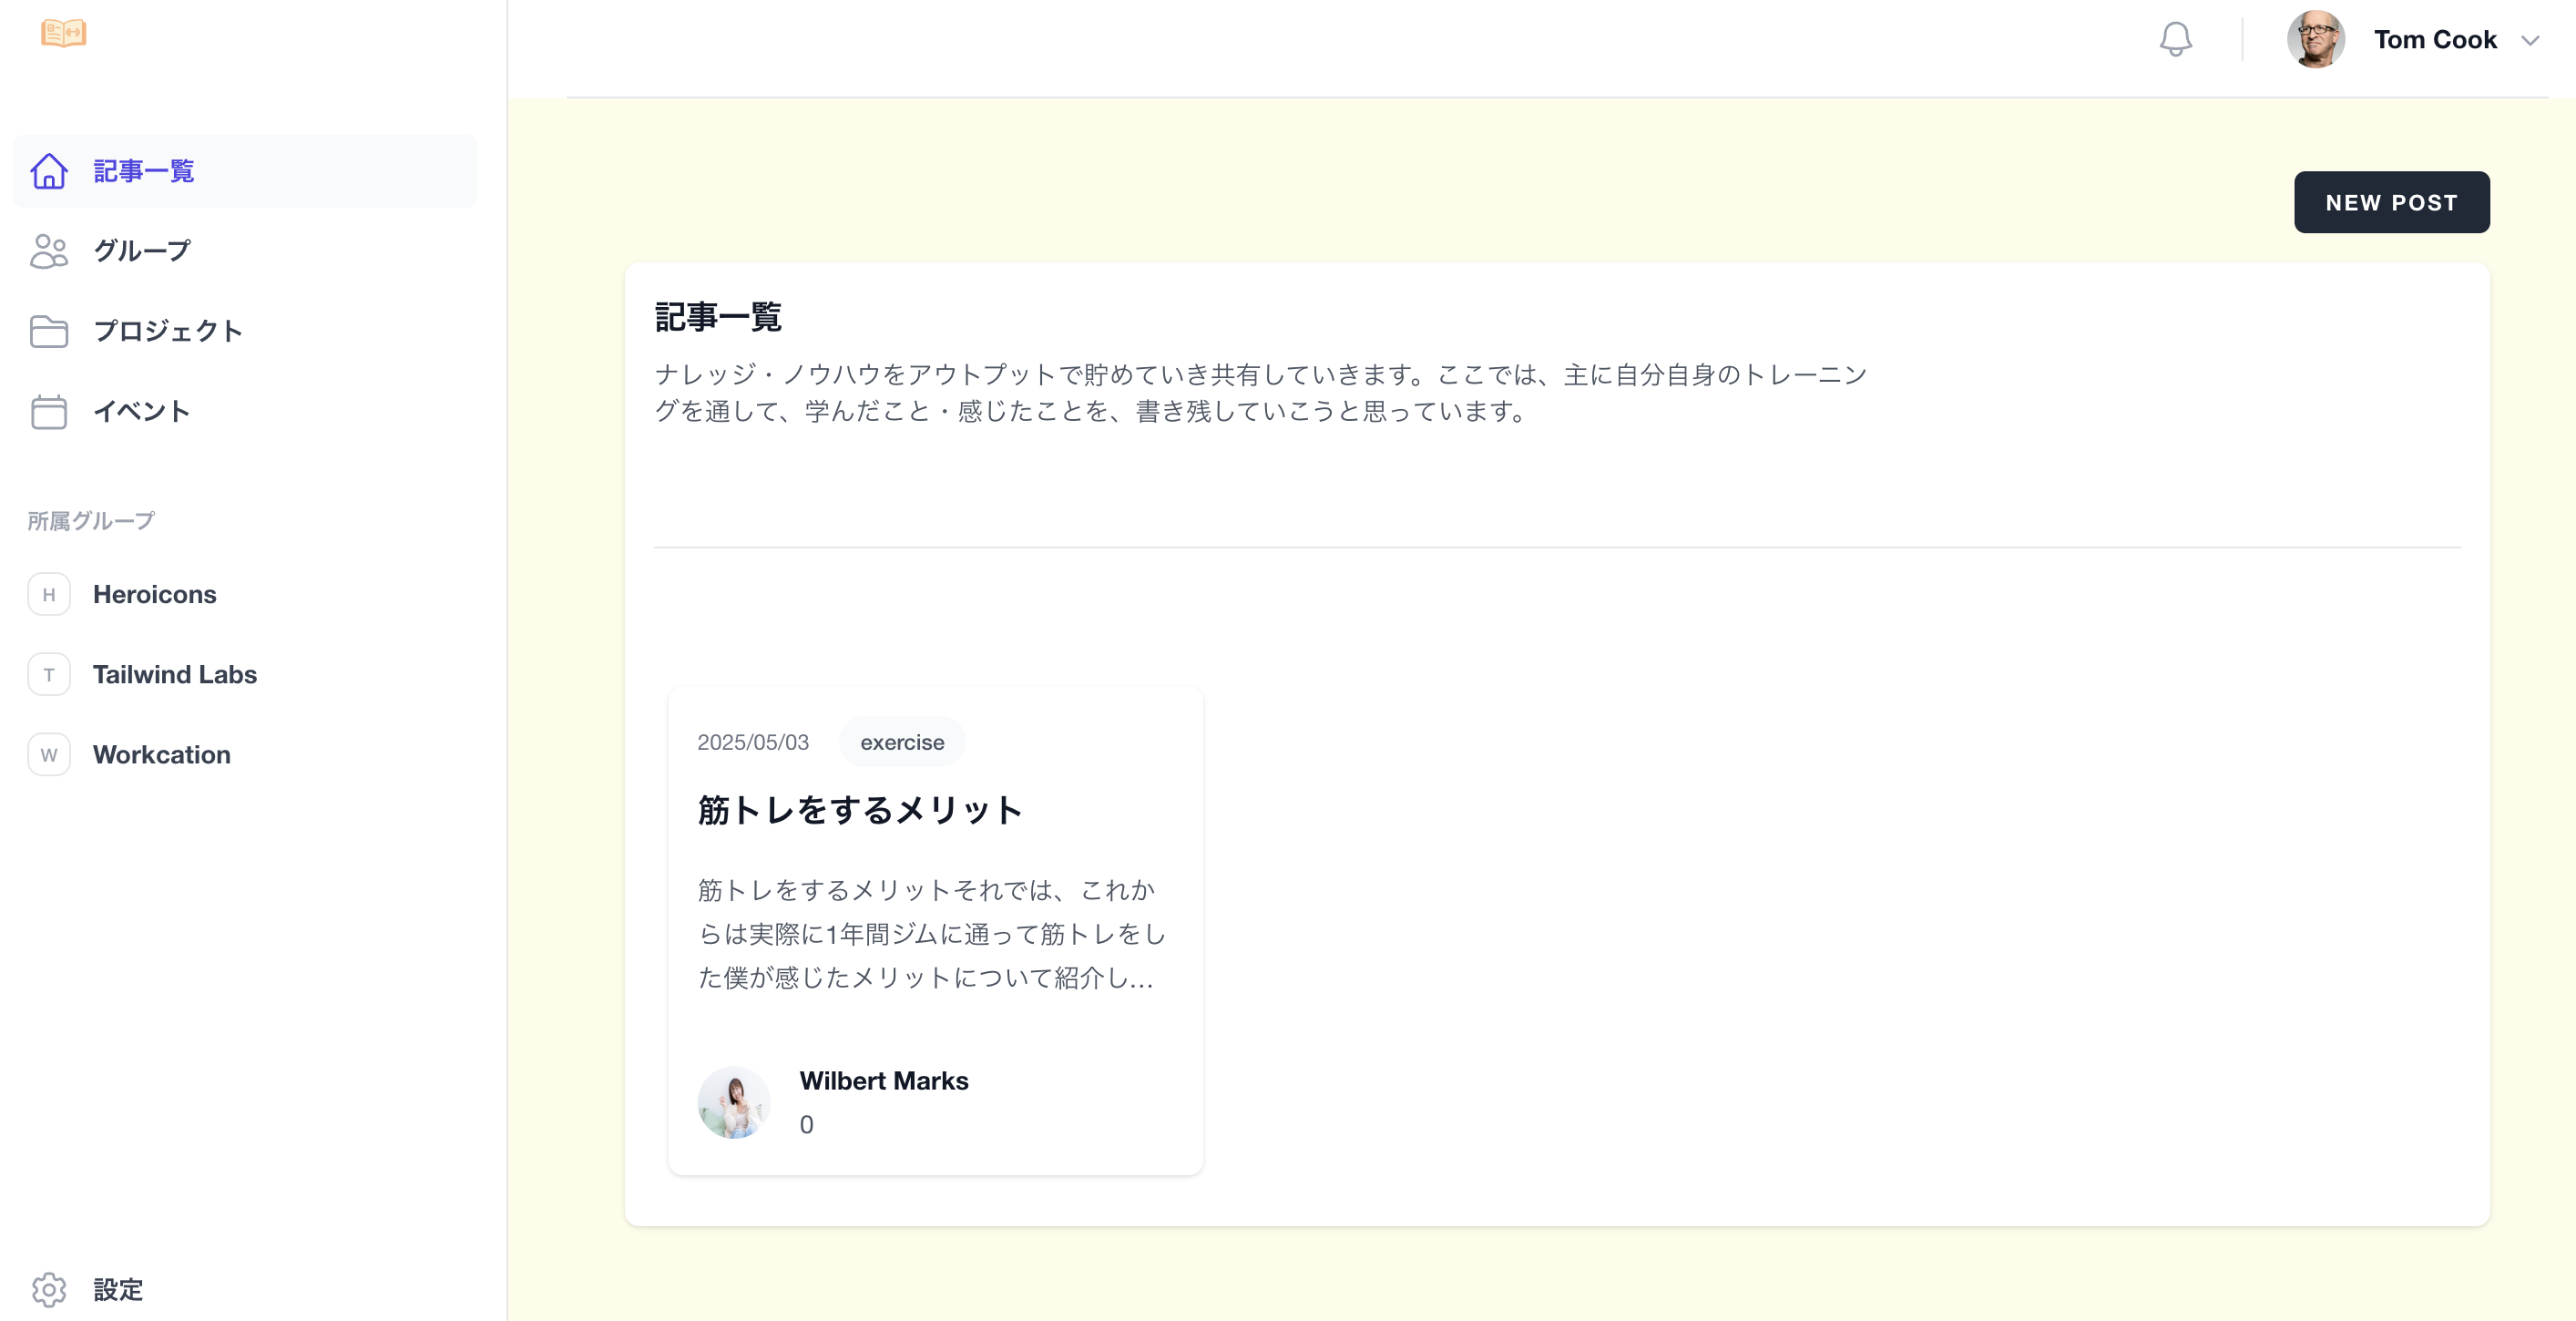 Tom Cook
記事一覧
グループ
プロジェクト
イベント
所属グループ
H Heroicons
T Tailwind Labs
W Workcation
設定
NEW POST
記事一覧
ナレッジ・ノウハウをアウトプットで貯めていき共有していきます。ここでは、主に自分自身のトレーニン
グを通して、学んだこと・感じたことを、書き残していこうと思っています。
2025/05/03 exercise
筋トレをするメリット
筋トレをするメリットそれでは、これか
らは実際に1年間ジムに通って筋トレをし
た僕が感じたメリットについて紹介し...
Wilbert Marks
0